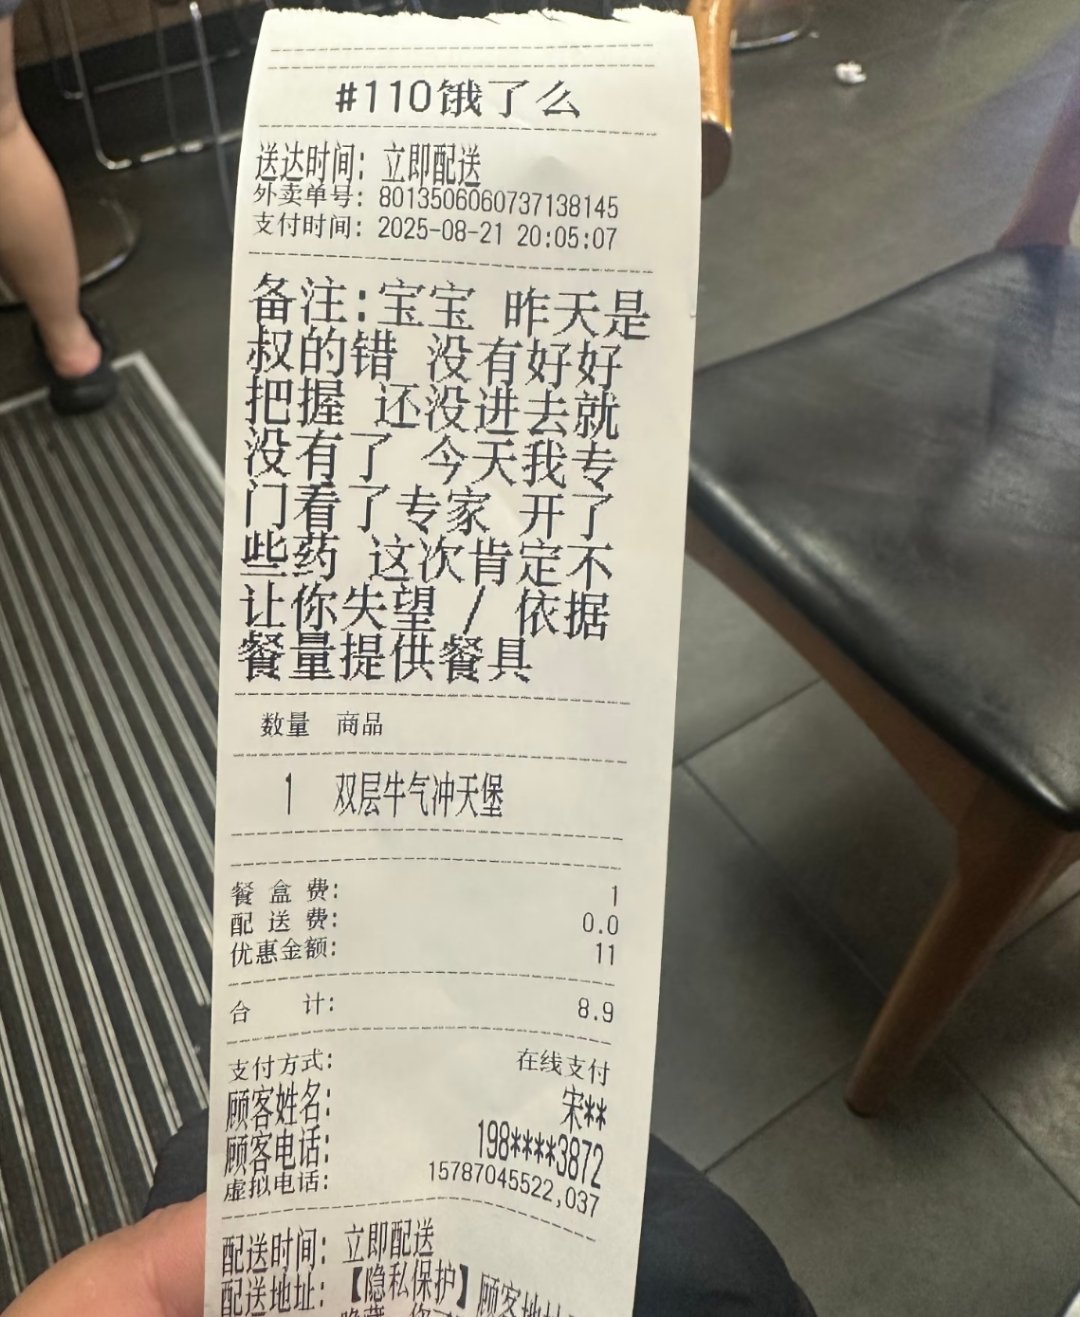 #110饿了么
送达时间: 立即配送
外卖单号: 8013506060737138145
支付时间: 2025-08-21 20:05:07
备注:宝宝 昨天是
叔的错 没有好好
把握 还没进去就
没有了 今天我专
门看了专家 开了
些药 这次肯定不
让你失望 / 依据
餐量提供餐具
数量 商品
1 双层牛气冲天堡
餐盒费: 1
配送费: 0.0
优惠金额: 11
合计: 8.9
支付方式: 在线支付
顾客姓名: 宋**
顾客电话: 198****3872
虚拟电话: 15787045522,037
配送时间: 立即配送
配送地址: 【隐私保护】顾客地址